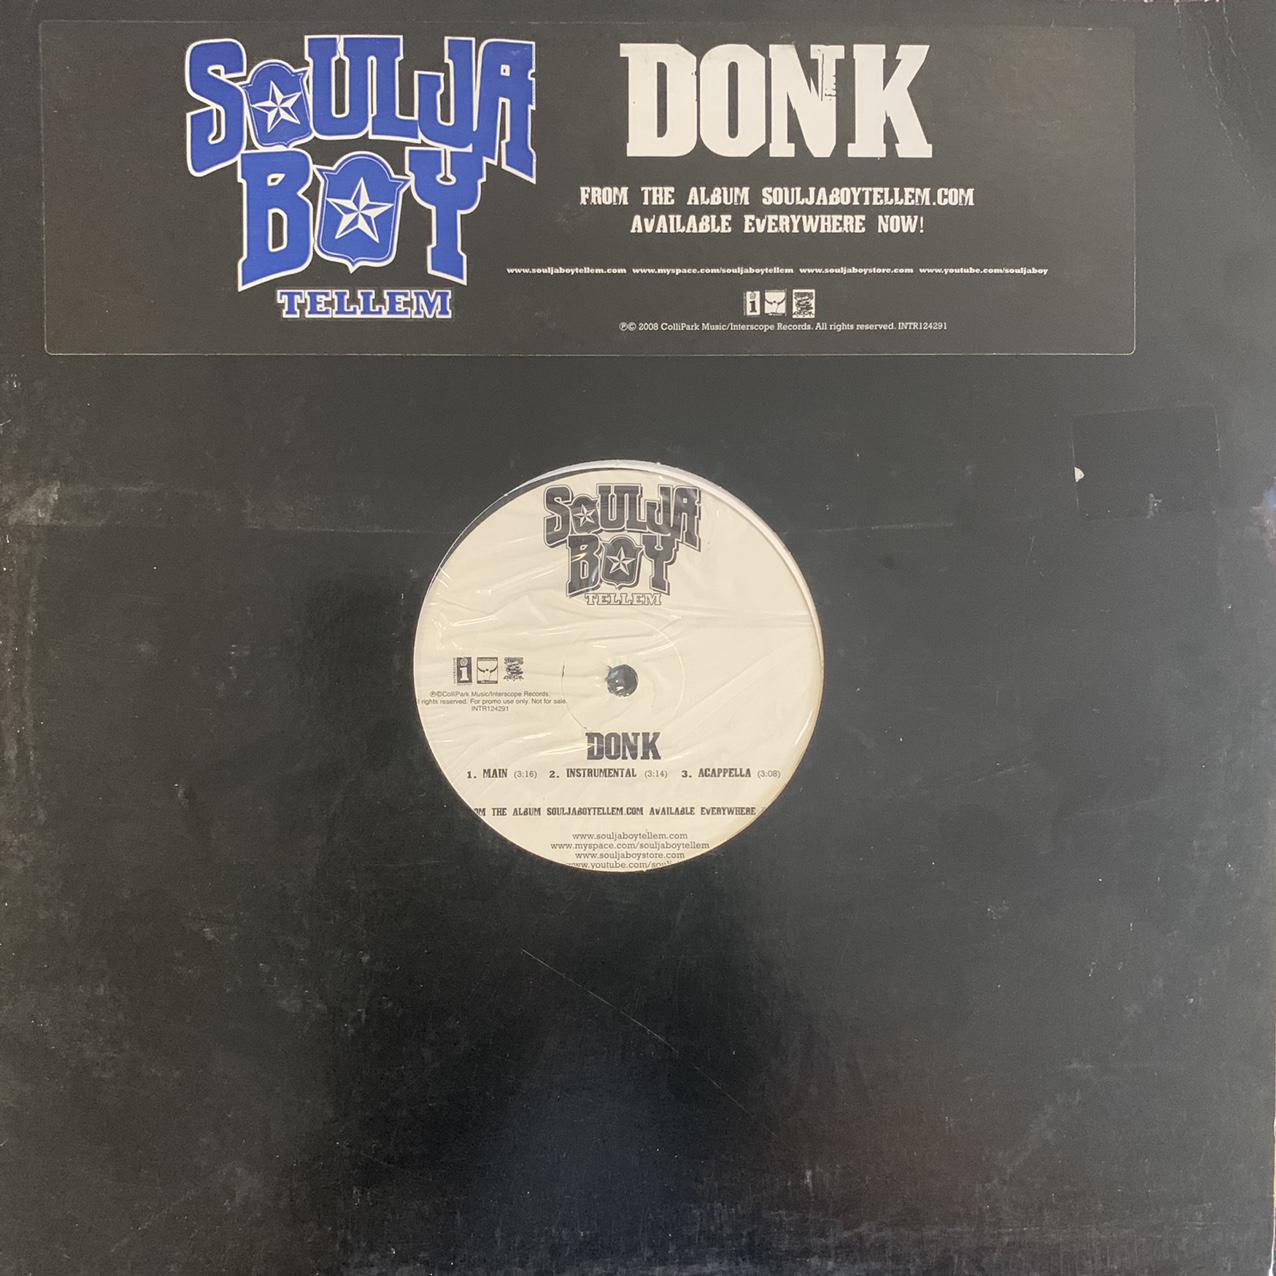 SOULJA
BOY
TELLEM
DONK
FROM THE ALBUM SOULJABOYTELLEM.COM
AVAILABLE EVERYWHERE NOW!
www.souljaboytellem.com www.myspace.com/souljaboytellem www.souljaboystore.com www.youtube.com/souljaboy
i
℗© 2008 ColliPark Music/Interscope Records. All rights reserved. INTR124291
SOULJA
BOY
TELLEM
i
℗©ColliPark Music/Interscope Records.
rights reserved. For promo use only. Not for sale.
INTR124291
DONK
1. MAIN (3:16) 2. INSTRUMENTAL (3:14) 3. ACAPPELLA (3:08)
OM THE ALBUM SOULJABOYTELLEM.COM AVAILABLE EVERYWHERE
www.souljaboytellem.com
www.myspace.com/souljaboytellem
www.souljaboystore.com
www.youtube.com/soul